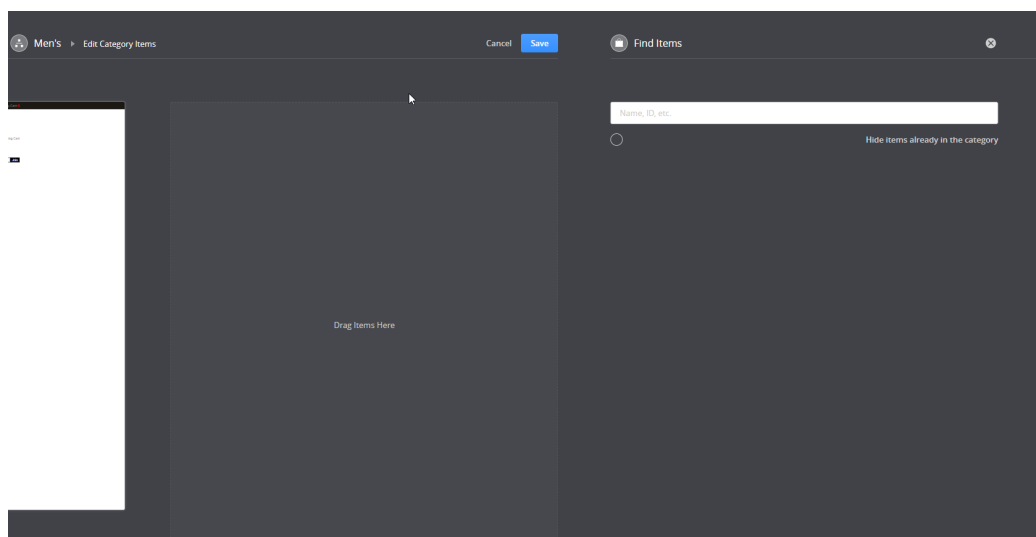 Men's
Edit Category Items
Cancel
Save
Find Items
Name, ID, etc.
Hide items already in the category
Drag Items Here